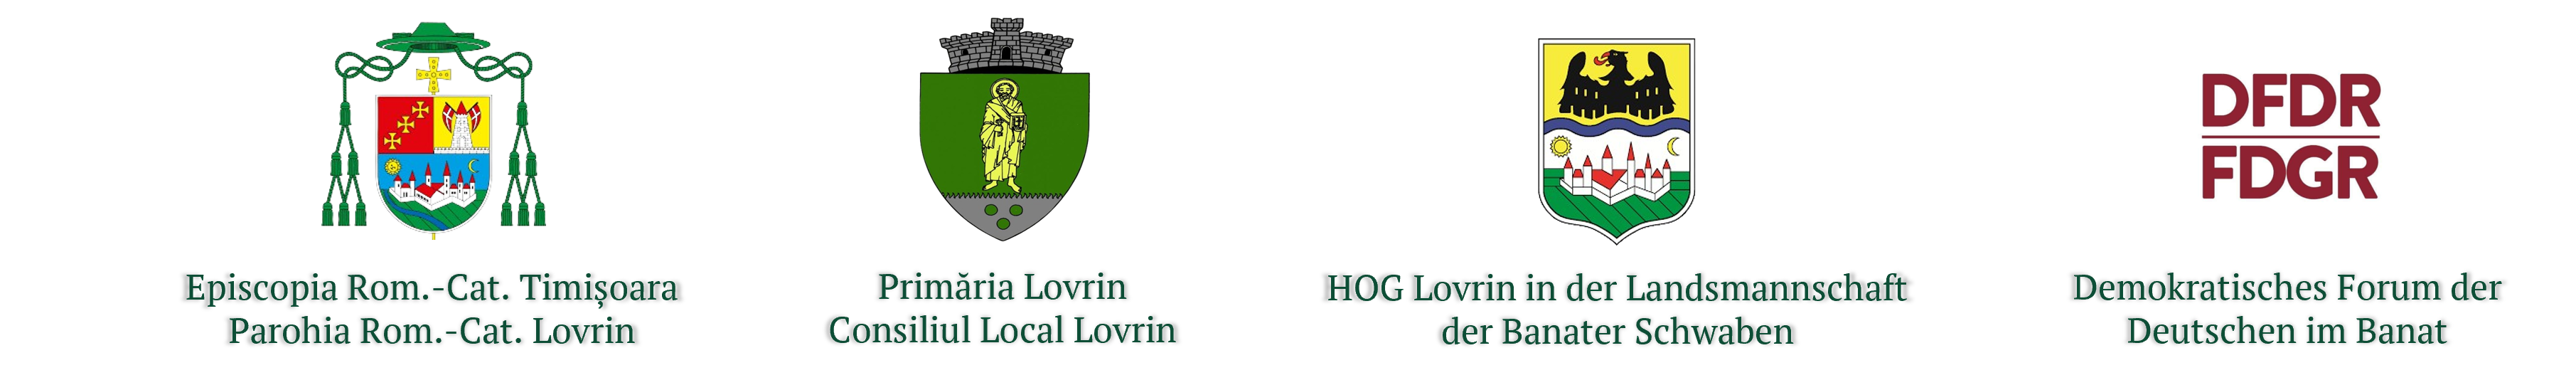 Episcopia Rom.-Cat. Timișoara
Parohia Rom.-Cat. Lovrin
Primăria Lovrin
Consiliul Local Lovrin
HOG Lovrin in der Landsmannschaft
der Banater Schwaben
DFDR
FDGR
Demokratisches Forum der
Deutschen im Banat